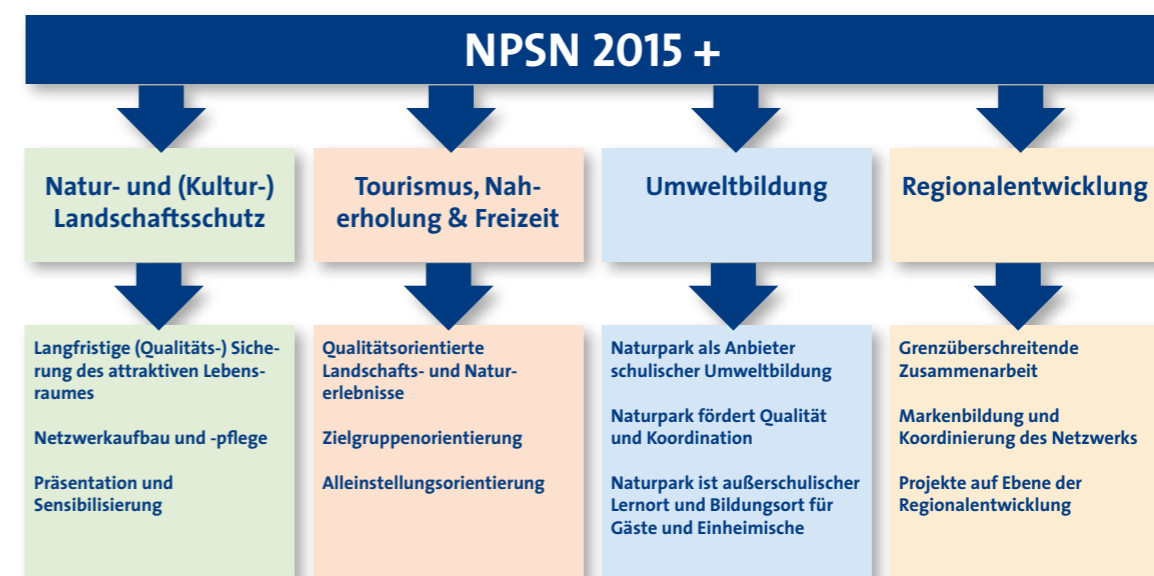 NPSN 2015 +
Natur- und (Kultur-)
Landschaftsschutz
Tourismus, Nah-
erholung & Freizeit
Umweltbildung
Regionalentwicklung
Langfristige (Qualitäts-) Siche-
rung des attraktiven Lebens-
raumes
Netzwerkaufbau und -pflege
Präsentation und
Sensibilisierung
Qualitätsorientierte
Landschafts- und Natur-
erlebnisse
Zielgruppenorientierung
Alleinstellungsorientierung
Naturpark als Anbieter
schulischer Umweltbildung
Naturpark fördert Qualität
und Koordination
Naturpark ist außerschulischer
Lernort und Bildungsort für
Gäste und Einheimische
Grenzüberschreitende
Zusammenarbeit
Markenbildung und
Koordinierung des Netzwerks
Projekte auf Ebene der
Regionalentwicklung